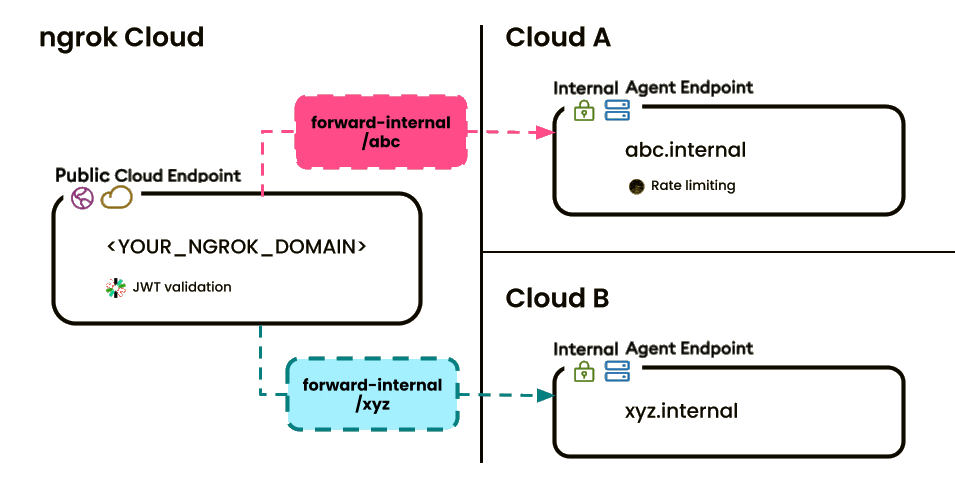 ngrok Cloud
forward-internal
/abc
Public Cloud Endpoint
<YOUR_NGROK_DOMAIN>
JWT validation
forward-internal
/xyz
Cloud A
Internal Agent Endpoint
abc.internal
Rate limiting
Cloud B
Internal Agent Endpoint
xyz.internal